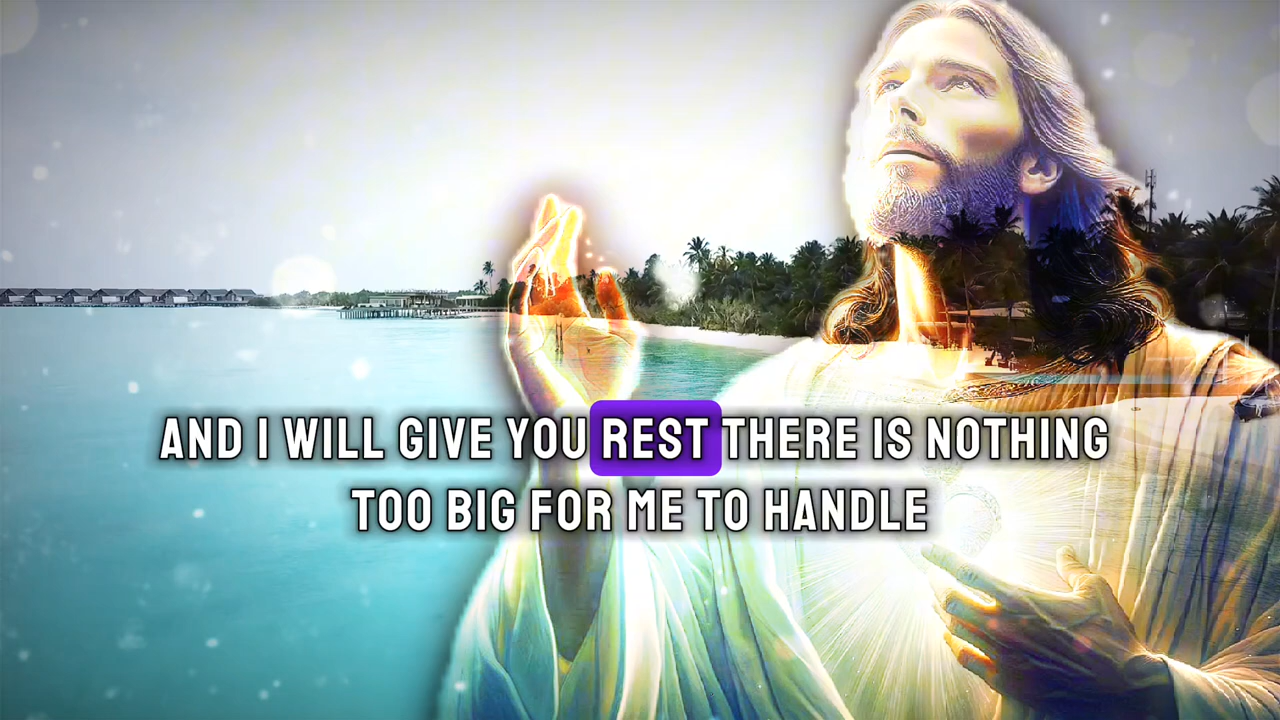 AND I WILL GIVE YOU REST THERE IS NOTHING
TOO BIG FOR ME TO HANDLE